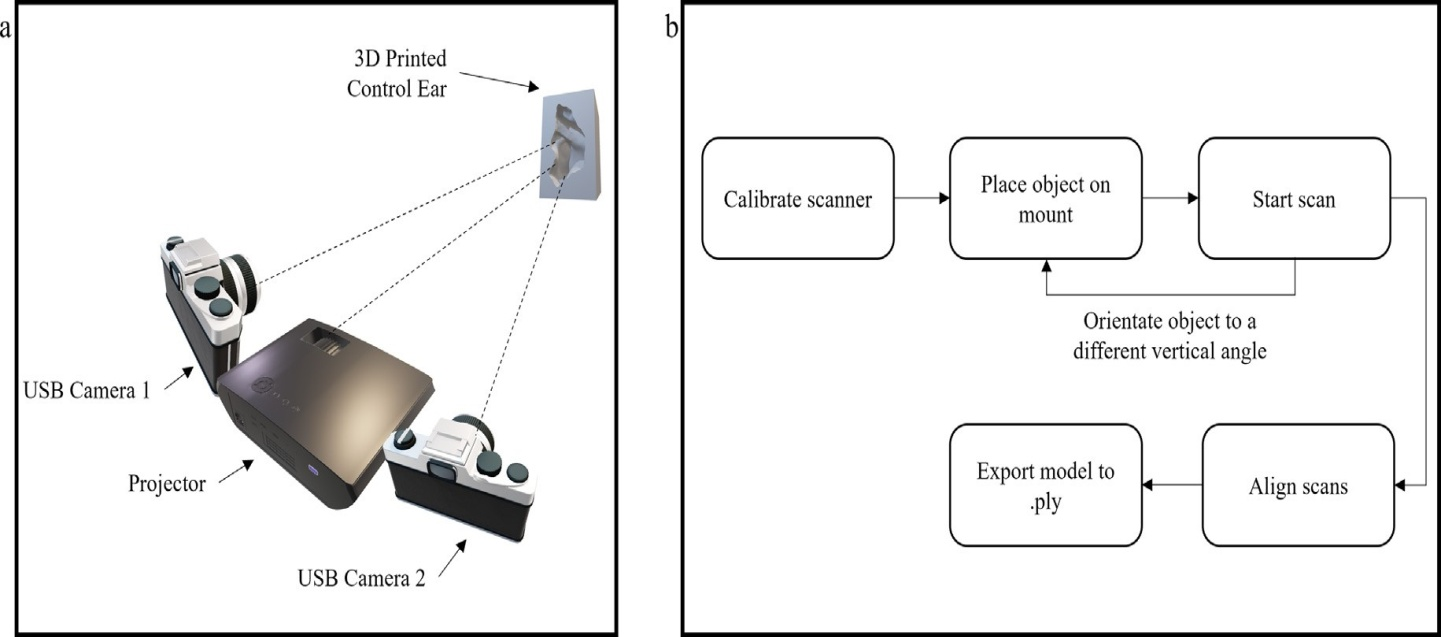 a
3D Printed
Control Ear
USB Camera 1
Projector
USB Camera 2
b
Calibrate scanner
Place object on
mount
Start scan
Orientate object to a
different vertical angle
Align scans
Export model to
.ply